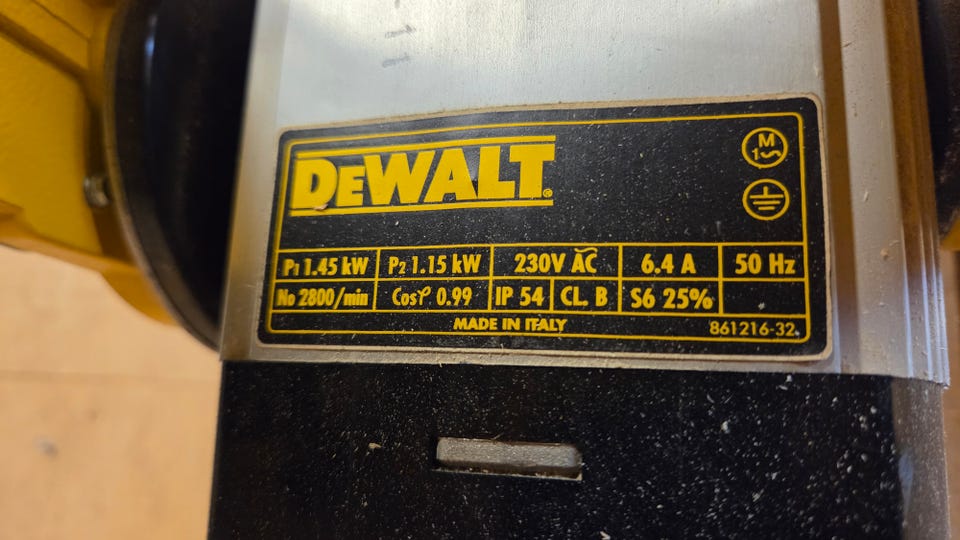 DEWALT®
M
1~
P1 1.45 kW P2 1.15 kW 230V AC 6.4 A 50 Hz
No 2800/min Cosφ 0.99 IP 54 CL. B S6 25%
MADE IN ITALY 861216-32